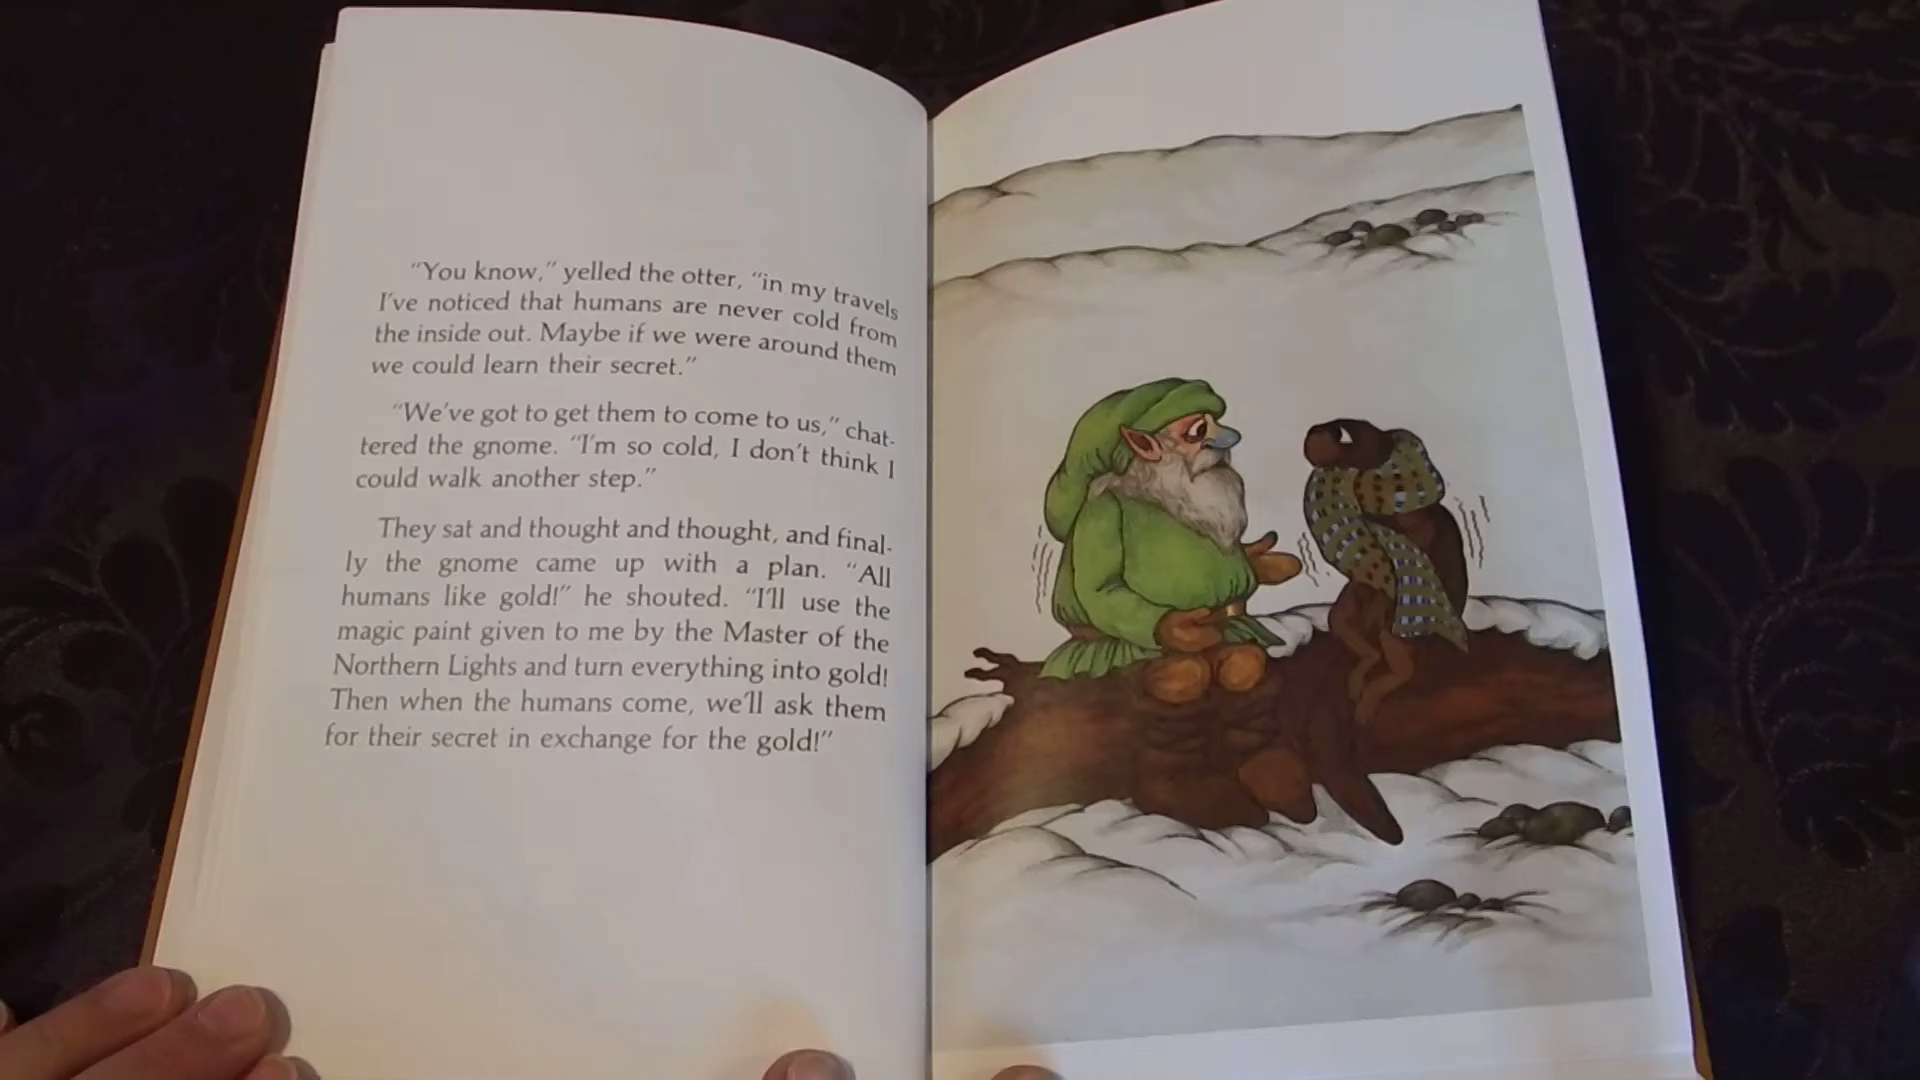 “You know,” yelled the otter, “in my travels
I've noticed that humans are never cold from
the inside out. Maybe if we were around them
we could learn their secret.”
“We've got to get them to come to us,” chat-
tered the gnome. “I'm so cold, I don't think I
could walk another step.”
They sat and thought and thought, and final-
ly the gnome came up with a plan. “All
humans like gold!” he shouted. “I'll use the
magic paint given to me by the Master of the
Northern Lights and turn everything into gold!
Then when the humans come, we'll ask them
for their secret in exchange for the gold!”